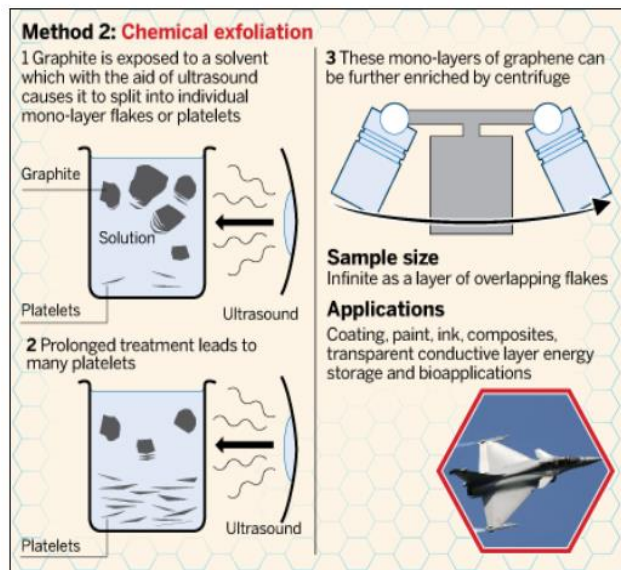 Method 2: Chemical exfoliation
1 Graphite is exposed to a solvent
which with the aid of ultrasound
causes it to split into individual
mono-layer flakes or platelets
Graphite
Solution
Platelets
Ultrasound
2 Prolonged treatment leads to
many platelets
Ultrasound
Platelets
3 These mono-layers of graphene can
be further enriched by centrifuge
Sample size
Infinite as a layer of overlapping flakes
Applications
Coating, paint, ink, composites,
transparent conductive layer energy
storage and bioapplications